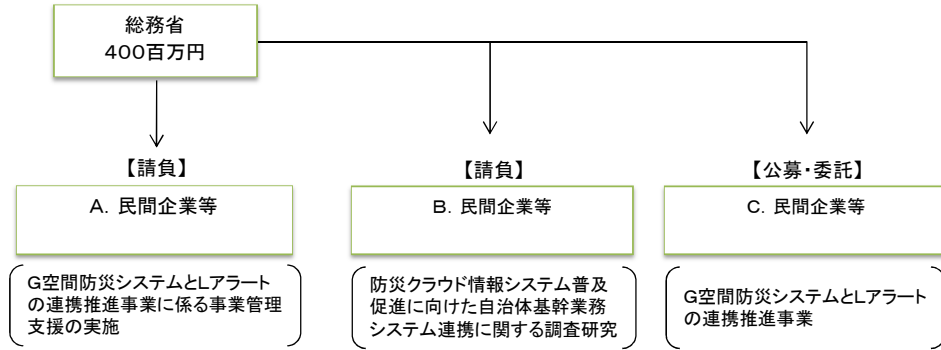 総務省
400百万円
【請負】
A．民間企業等
G空間防災システムとLアラート
の連携推進事業に係る事業管理
支援の実施
【請負】
B．民間企業等
防災クラウド情報システム普及
促進に向けた自治体基幹業務
システム連携に関する調査研究
【公募・委託】
C．民間企業等
G空間防災システムとLアラート
の連携推進事業